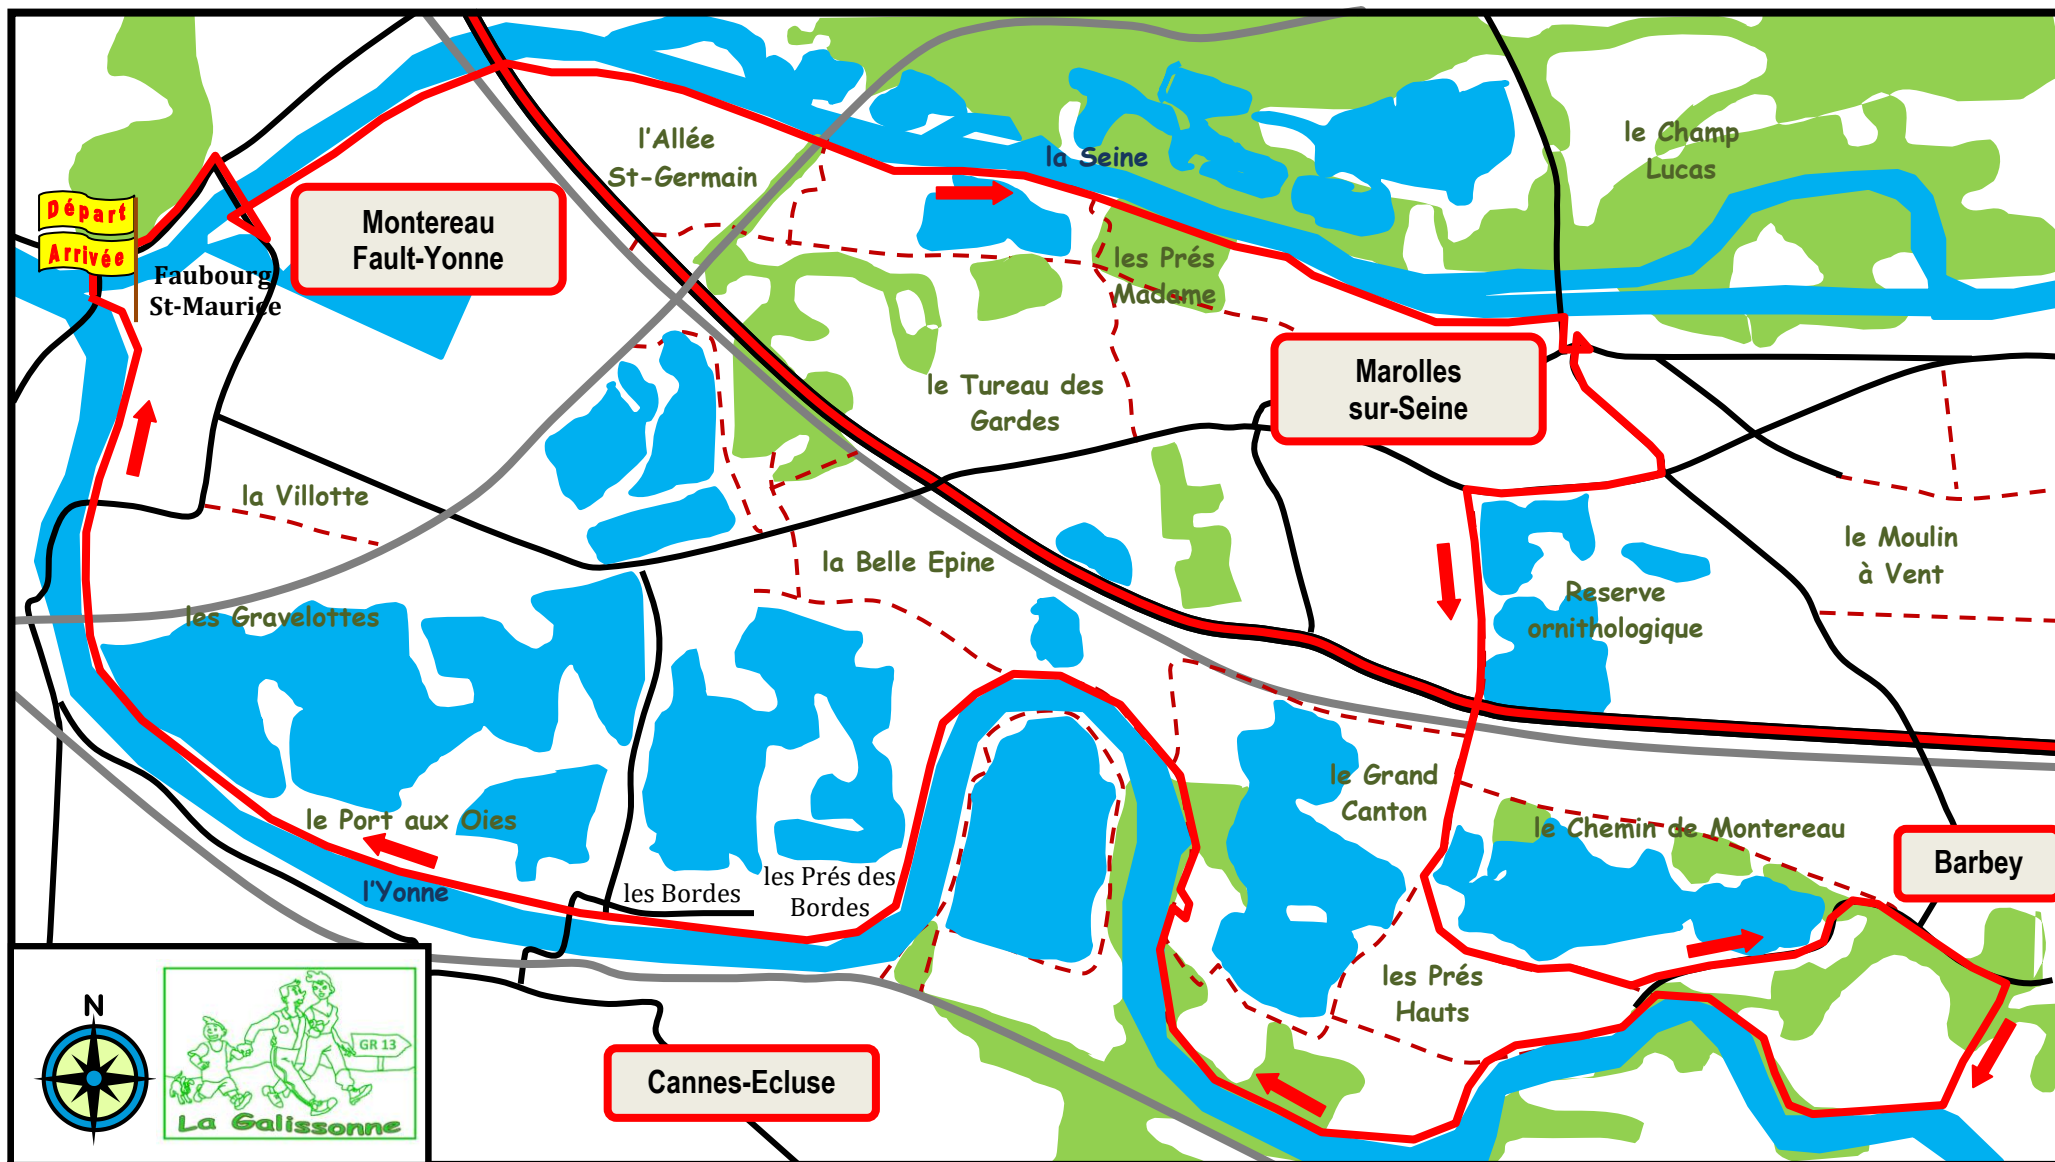 l'Allée
St-Germain
la Seine
le Champ
Lucas
Départ
Arrivée
Montereau
Fault-Yonne
Faubourg
St-Maurice
les Prés
Madame
le Tureau des
Gardes
Marolles
sur-Seine
la Villotte
la Belle Epine
le Moulin
à Vent
Reserve
ornithologique
les Gravelottes
le Grand
Canton
le Port aux Oies
le Chemin de Montereau
Barbey
l'Yonne
les Bordes
les Prés des
Bordes
les Prés
Hauts
N
GR 13
La Galissonne
Cannes-Ecluse